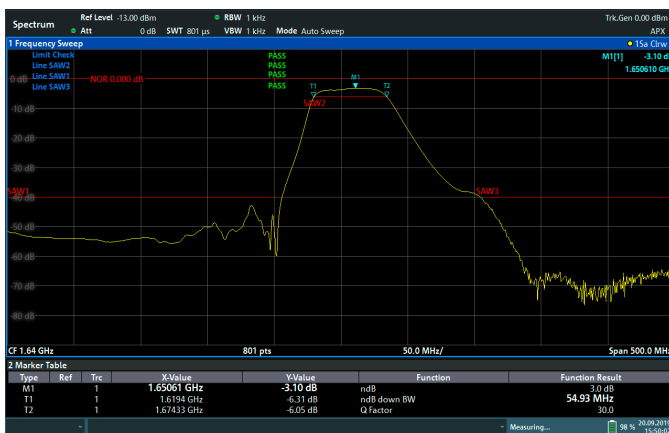 Spectrum Ref Level -13.00 dBm RBW 1 kHz Trk.Gen 0.00 dBm
Att 0 dB SWT 801 µs VBW 1 kHz Mode Auto Sweep APX
1 Frequency Sweep 1Sa Clrw
Limit Check PASS M1[1] -3.10 d
Line SAW2 PASS 1.650610 GH
Line SAW1 PASS
Line SAW3 PASS
0 dB NOR 0.000 dB
M1
T1 T2
SAW2
-10 dB
-20 dB
-30 dB
SAW1 SAW3
-40 dB
-50 dB
-60 dB
-70 dB
-80 dB
CF 1.64 GHz 801 pts 50.0 MHz/ Span 500.0 MHz
2 Marker Table
Type Ref Trc X-Value Y-Value Function Function Result
M1 1 1.65061 GHz -3.10 dB ndB 3.0 dB
T1 1 1.6194 GHz -6.31 dB ndB down BW 54.93 MHz
T2 1 1.67433 GHz -6.05 dB Q Factor 30.0
Measuring... 98 % 20.09.201
15:50:0